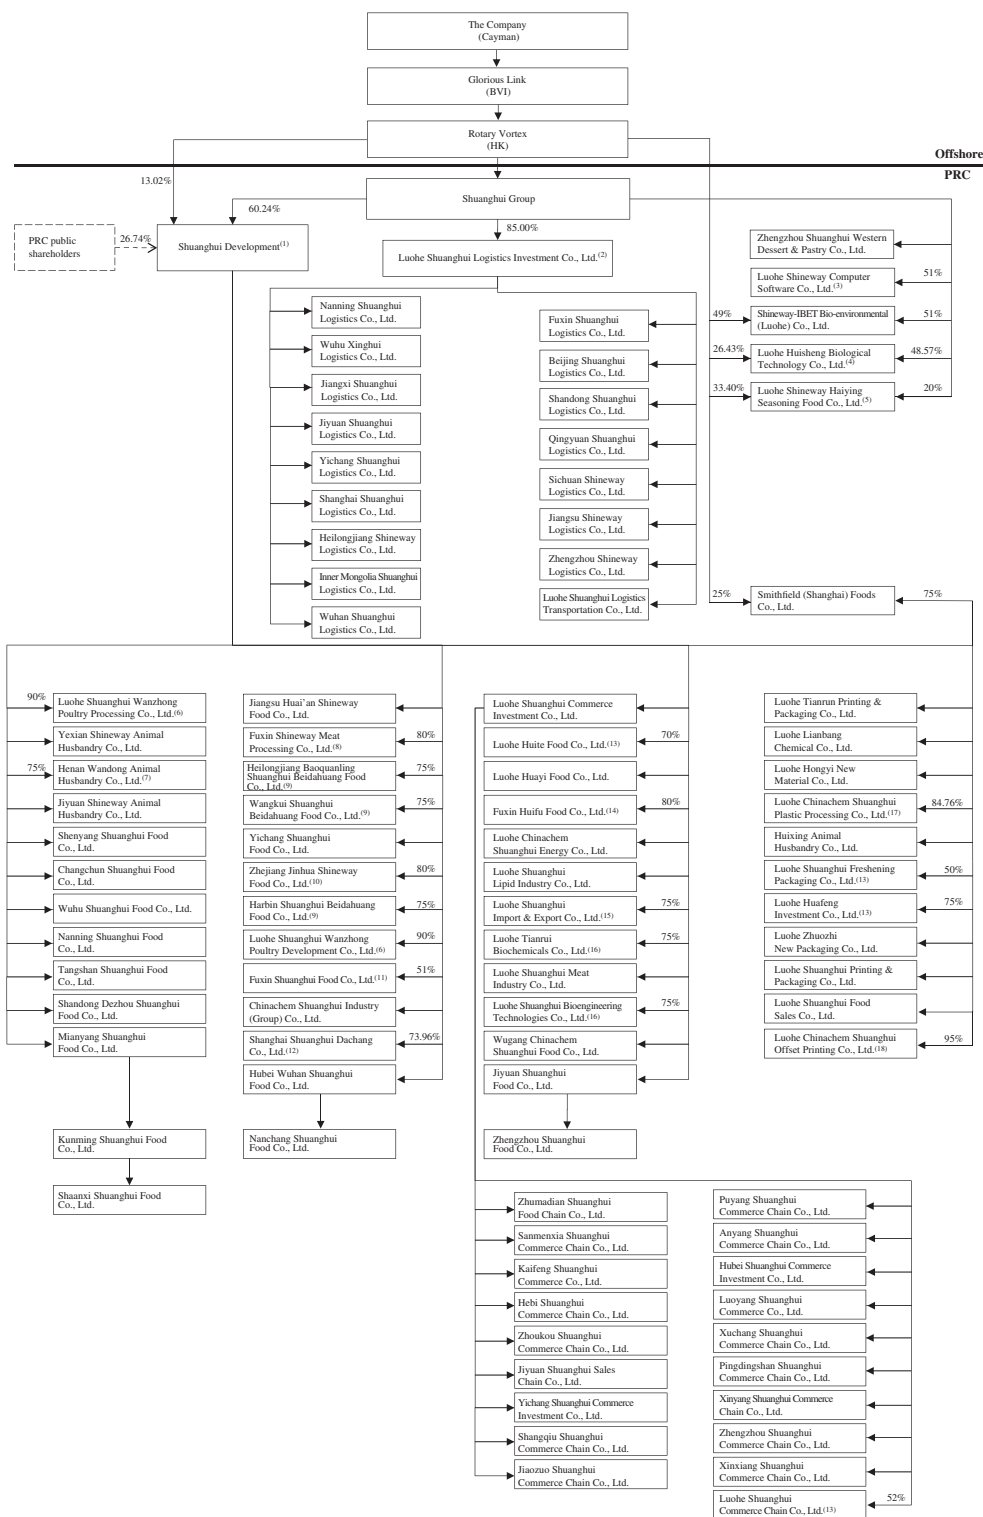 The Company
(Cayman)
Glorious Link
(BVI)
Rotary Vortex
(HK)
Offshore
PRC
13.02%
Shuanghui Group
60.24%
85.00%
PRC public
shareholders
26.74%
Shuanghui Development(1)
Luohe Shuanghui Logistics Investment Co., Ltd.(2)
Zhengzhou Shuanghui Western
Dessert & Pastry Co., Ltd.
Luohe Shineway Computer
Software Co., Ltd.(3)
51%
49%
Shineway-IBET Bio-environmental
(Luohe) Co., Ltd.
51%
26.43%
Luohe Huisheng Biological
Technology Co., Ltd.(4)
48.57%
33.40%
Luohe Shineway Haiying
Seasoning Food Co., Ltd.(5)
20%
Nanning Shuanghui
Logistics Co., Ltd.
Wuhu Xinghui
Logistics Co., Ltd.
Jiangxi Shuanghui
Logistics Co., Ltd.
Jiyuan Shuanghui
Logistics Co., Ltd.
Yichang Shuanghui
Logistics Co., Ltd.
Shanghai Shuanghui
Logistics Co., Ltd.
Heilongjiang Shineway
Logistics Co., Ltd.
Inner Mongolia Shuanghui
Logistics Co., Ltd.
Wuhan Shuanghui
Logistics Co., Ltd.
Fuxin Shuanghui
Logistics Co., Ltd.
Beijing Shuanghui
Logistics Co., Ltd.
Shandong Shuanghui
Logistics Co., Ltd.
Qingyuan Shuanghui
Logistics Co., Ltd.
Sichuan Shineway
Logistics Co., Ltd.
Jiangsu Shineway
Logistics Co., Ltd.
Zhengzhou Shineway
Logistics Co., Ltd.
Luohe Shuanghui Logistics
Transportation Co., Ltd.
25%
Smithfield (Shanghai) Foods
Co., Ltd.
75%
90%
Luohe Shuanghui Wanzhong
Poultry Processing Co., Ltd.(6)
Yexian Shineway Animal
Husbandry Co., Ltd.
75%
Henan Wandong Animal
Husbandry Co., Ltd.(7)
Jiyuan Shineway Animal
Husbandry Co., Ltd.
Shenyang Shuanghui Food
Co., Ltd.
Changchun Shuanghui Food
Co., Ltd.
Wuhu Shuanghui Food Co., Ltd.
Nanning Shuanghui Food
Co., Ltd.
Tangshan Shuanghui Food
Co., Ltd.
Shandong Dezhou Shuanghui
Food Co., Ltd.
Mianyang Shuanghui
Food Co., Ltd.
Kunming Shuanghui Food
Co., Ltd.
Shaanxi Shuanghui Food
Co., Ltd.
Jiangsu Huai'an Shineway
Food Co., Ltd.
Fuxin Shineway Meat
Processing Co., Ltd.(8)
80%
Heilongjiang Baoquanling
Shuanghui Beidahuang Food
Co., Ltd.(9)
75%
Wangkui Shuanghui
Beidahuang Food Co., Ltd.(9)
75%
Yichang Shuanghui
Food Co., Ltd.
Zhejiang Jinhua Shineway
Food Co., Ltd.(10)
80%
Harbin Shuanghui Beidahuang
Food Co., Ltd.(9)
75%
Luohe Shuanghui Wanzhong
Poultry Development Co., Ltd.(6)
90%
Fuxin Shuanghui Food Co., Ltd.(11)
51%
Chinachem Shuanghui Industry
(Group) Co., Ltd.
Shanghai Shuanghui Dachang
Co., Ltd.(12)
73.96%
Hubei Wuhan Shuanghui
Food Co., Ltd.
Nanchang Shuanghui
Food Co., Ltd.
Luohe Shuanghui Commerce
Investment Co., Ltd.
Luohe Huite Food Co., Ltd.(13)
70%
Luohe Huayi Food Co., Ltd.
Fuxin Huifu Food Co., Ltd.(14)
80%
Luohe Chinachem
Shuanghui Energy Co., Ltd.
Luohe Shuanghui
Lipid Industry Co., Ltd.
Luohe Shuanghui
Import & Export Co., Ltd.(15)
75%
Luohe Tianrui
Biochemicals Co., Ltd.(16)
75%
Luohe Shuanghui Meat
Industry Co., Ltd.
Luohe Shuanghui Bioengineering
Technologies Co., Ltd.(16)
75%
Wugang Chinachem
Shuanghui Food Co., Ltd.
Jiyuan Shuanghui
Food Co., Ltd.
Zhengzhou Shuanghui
Food Co., Ltd.
Luohe Tianrun Printing &
Packaging Co., Ltd.
Luohe Lianbang
Chemical Co., Ltd.
Luohe Hongyi New
Material Co., Ltd.
Luohe Chinachem Shuanghui
Plastic Processing Co., Ltd.(17)
84.76%
Huixing Animal
Husbandry Co., Ltd.
Luohe Shuanghui Freshening
Packaging Co., Ltd.(13)
50%
Luohe Huafeng
Investment Co., Ltd.(13)
75%
Luohe Zhuozhi
New Packaging Co., Ltd.
Luohe Shuanghui Printing &
Packaging Co., Ltd.
Luohe Shuanghui Food
Sales Co., Ltd.
Luohe Chinachem Shuanghui
Offset Printing Co., Ltd.(18)
95%
Zhumadian Shuanghui
Food Chain Co., Ltd.
Sanmenxia Shuanghui
Commerce Chain Co., Ltd.
Kaifeng Shuanghui
Commerce Co., Ltd.
Hebi Shuanghui
Commerce Chain Co., Ltd.
Zhoukou Shuanghui
Commerce Chain Co., Ltd.
Jiyuan Shuanghui Sales
Chain Co., Ltd.
Yichang Shuanghui Commerce
Investment Co., Ltd.
Shangqiu Shuanghui
Commerce Chain Co., Ltd.
Jiaozuo Shuanghui
Commerce Chain Co., Ltd.
Puyang Shuanghui
Commerce Chain Co., Ltd.
Anyang Shuanghui
Commerce Chain Co., Ltd.
Hubei Shuanghui Commerce
Investment Co., Ltd.
Luoyang Shuanghui
Commerce Co., Ltd.
Xuchang Shuanghui
Commerce Chain Co., Ltd.
Pingdingshan Shuanghui
Commerce Chain Co., Ltd.
Xinyang Shuanghui Commerce
Chain Co., Ltd.
Zhengzhou Shuanghui
Commerce Chain Co., Ltd.
Xinxiang Shuanghui
Commerce Chain Co., Ltd.
Luohe Shuanghui
Commerce Chain Co., Ltd.(13)
52%